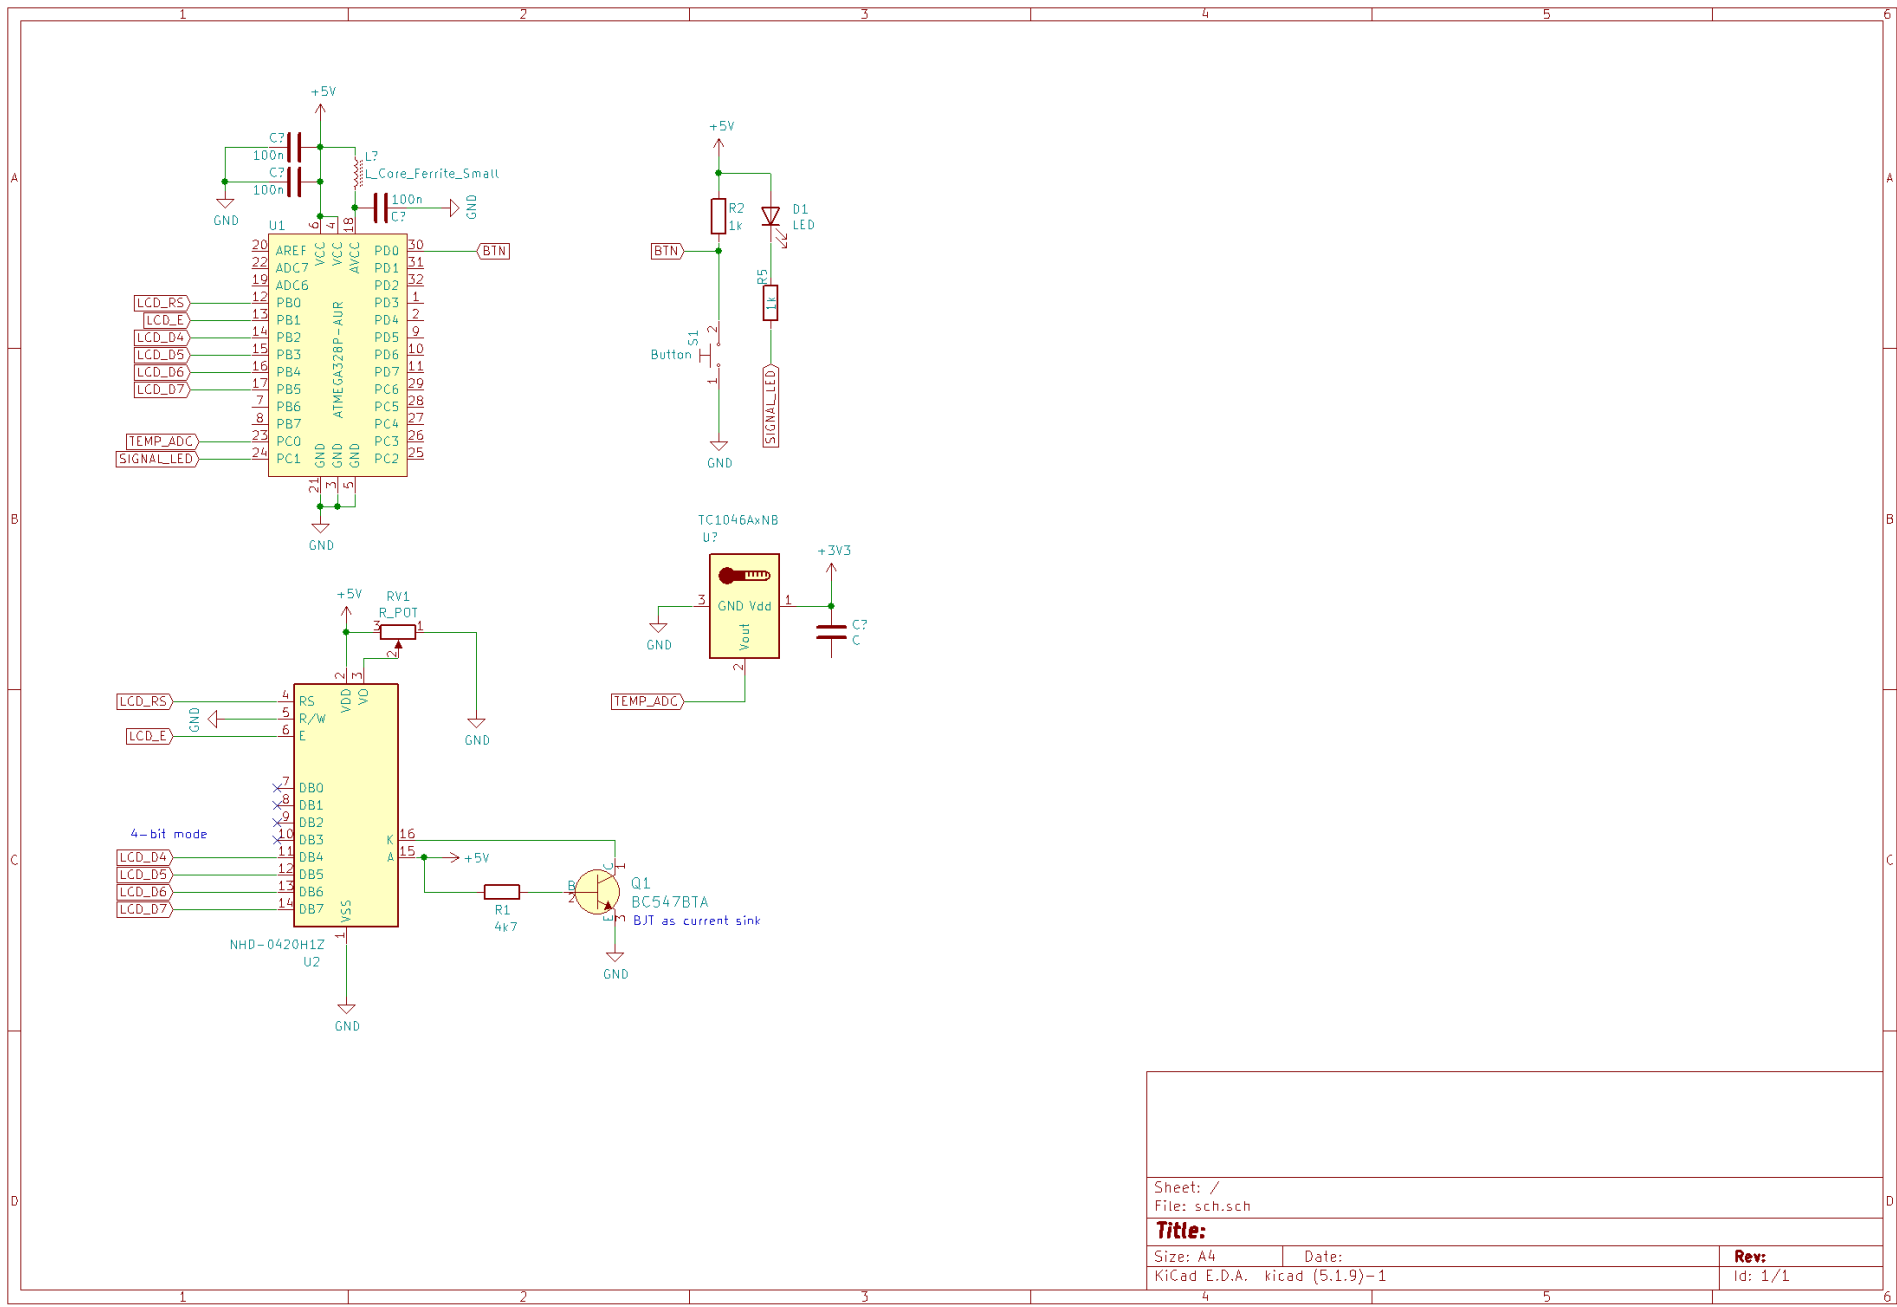 1 2 3 4 5 6
A
B
C
D
+5V
C?
100n
C?
100n
GND
L?
L_Core_Ferrite_Small
100n
C?
GND
U1
6 4 18
VCC VCC AVCC
20 AREF
22 ADC7
19 ADC6
LCD_RS 12 PB0
LCD_E 13 PB1
LCD_D4 14 PB2
LCD_D5 15 PB3
LCD_D6 16 PB4
LCD_D7 17 PB5
7 PB6
8 PB7
TEMP_ADC 23 PC0
SIGNAL_LED 24 PC1
ATMEGA328P-AUR
PD0 30 BTN
PD1 31
PD2 32
PD3 1
PD4 2
PD5 9
PD6 10
PD7 11
PC6 29
PC5 28
PC4 27
PC3 26
PC2 25
GND GND GND
21 3 5
GND
+5V
R2
1k
D1
LED
BTN
R5
1k
S1
Button
2
1
SIGNAL_LED
GND
TC1046AxNB
U?
+3V3
3 GND Vdd 1
Vout
2
C?
C
GND
TEMP_ADC
+5V
RV1
R_POT
3 1
2
2 3
VDD VO
GND
LCD_RS 4 RS
GND 5 R/W
LCD_E 6 E
7 DB0
8 DB1
9 DB2
10 DB3
4-bit mode
LCD_D4 11 DB4
LCD_D5 12 DB5
LCD_D6 13 DB6
LCD_D7 14 DB7
K 16
A 15
+5V
VSS
1
NHD-0420H1Z
U2
GND
R1
4k7
B
2
C
1
E
3
Q1
BC547BTA
BJT as current sink
GND
Sheet: /
File: sch.sch
Title:
Size: A4 Date: Rev:
KiCad E.D.A. kicad (5.1.9)-1 Id: 1/1
1 2 3 4 5 6
A
B
C
D